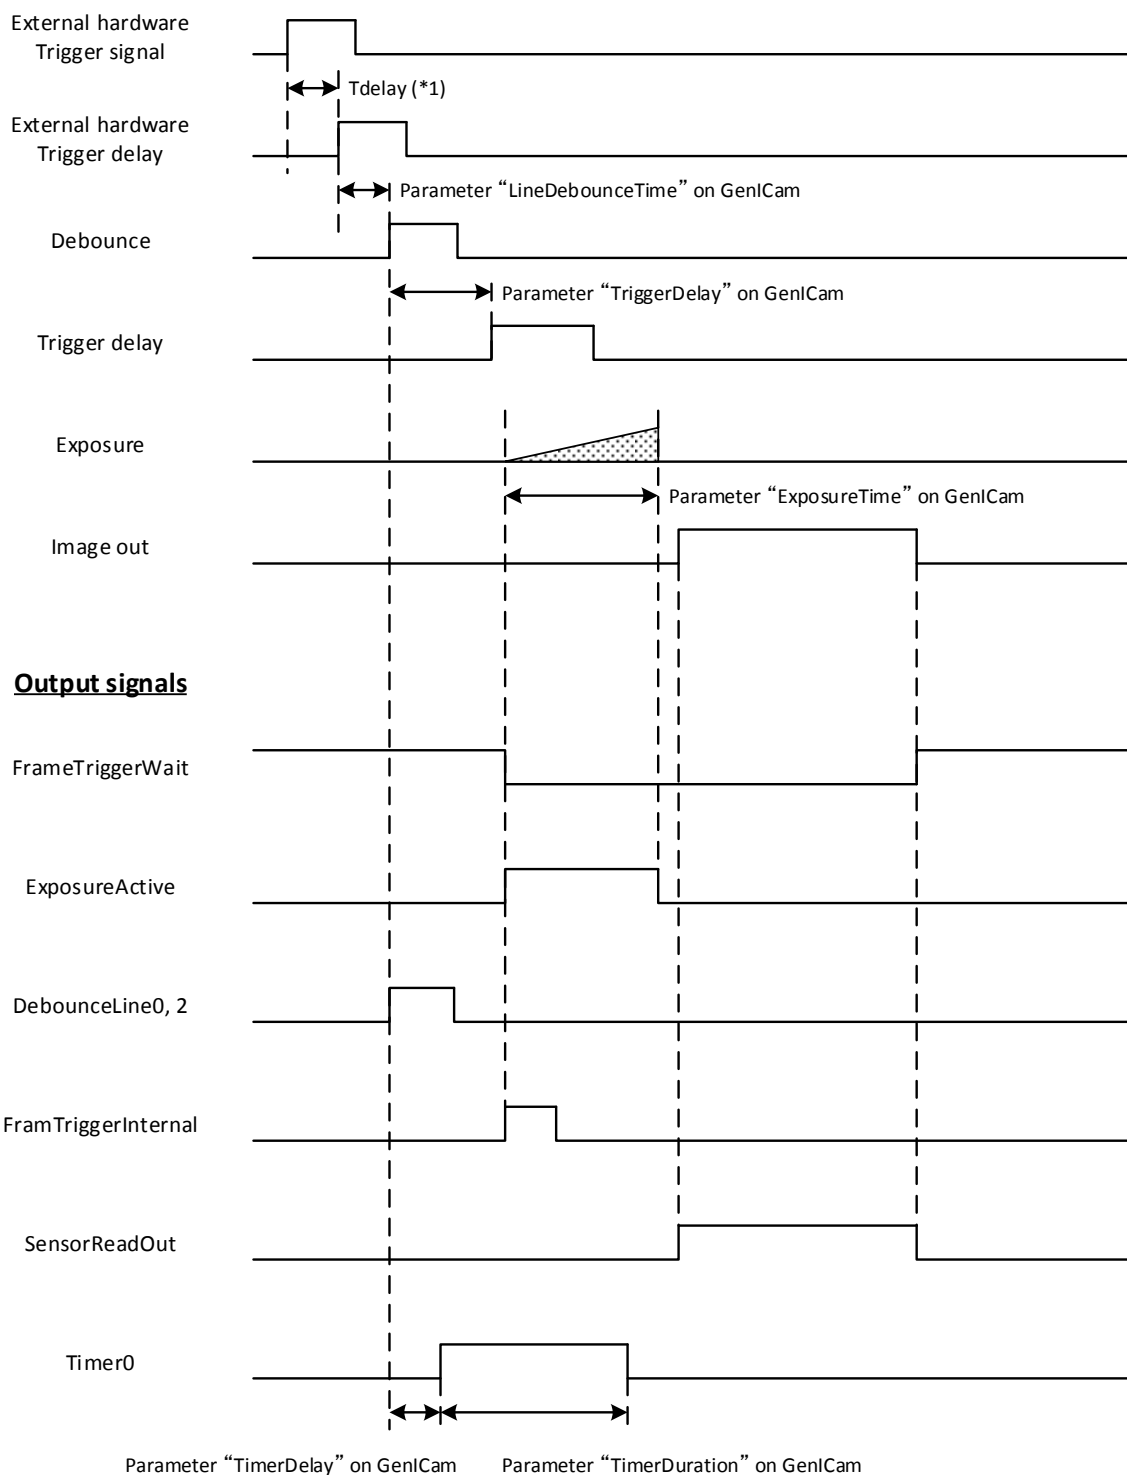 External hardware
Trigger signal
Tdelay (*1)
External hardware
Trigger delay
Parameter “LineDebounceTime” on GenICam
Debounce
Parameter “TriggerDelay” on GenICam
Trigger delay
Exposure
Parameter “ExposureTime” on GenICam
Image out
Output signals
FrameTriggerWait
ExposureActive
DebounceLine0, 2
FramTriggerInternal
SensorReadOut
Timer0
Parameter “TimerDelay” on GenICam
Parameter “TimerDuration” on GenICam